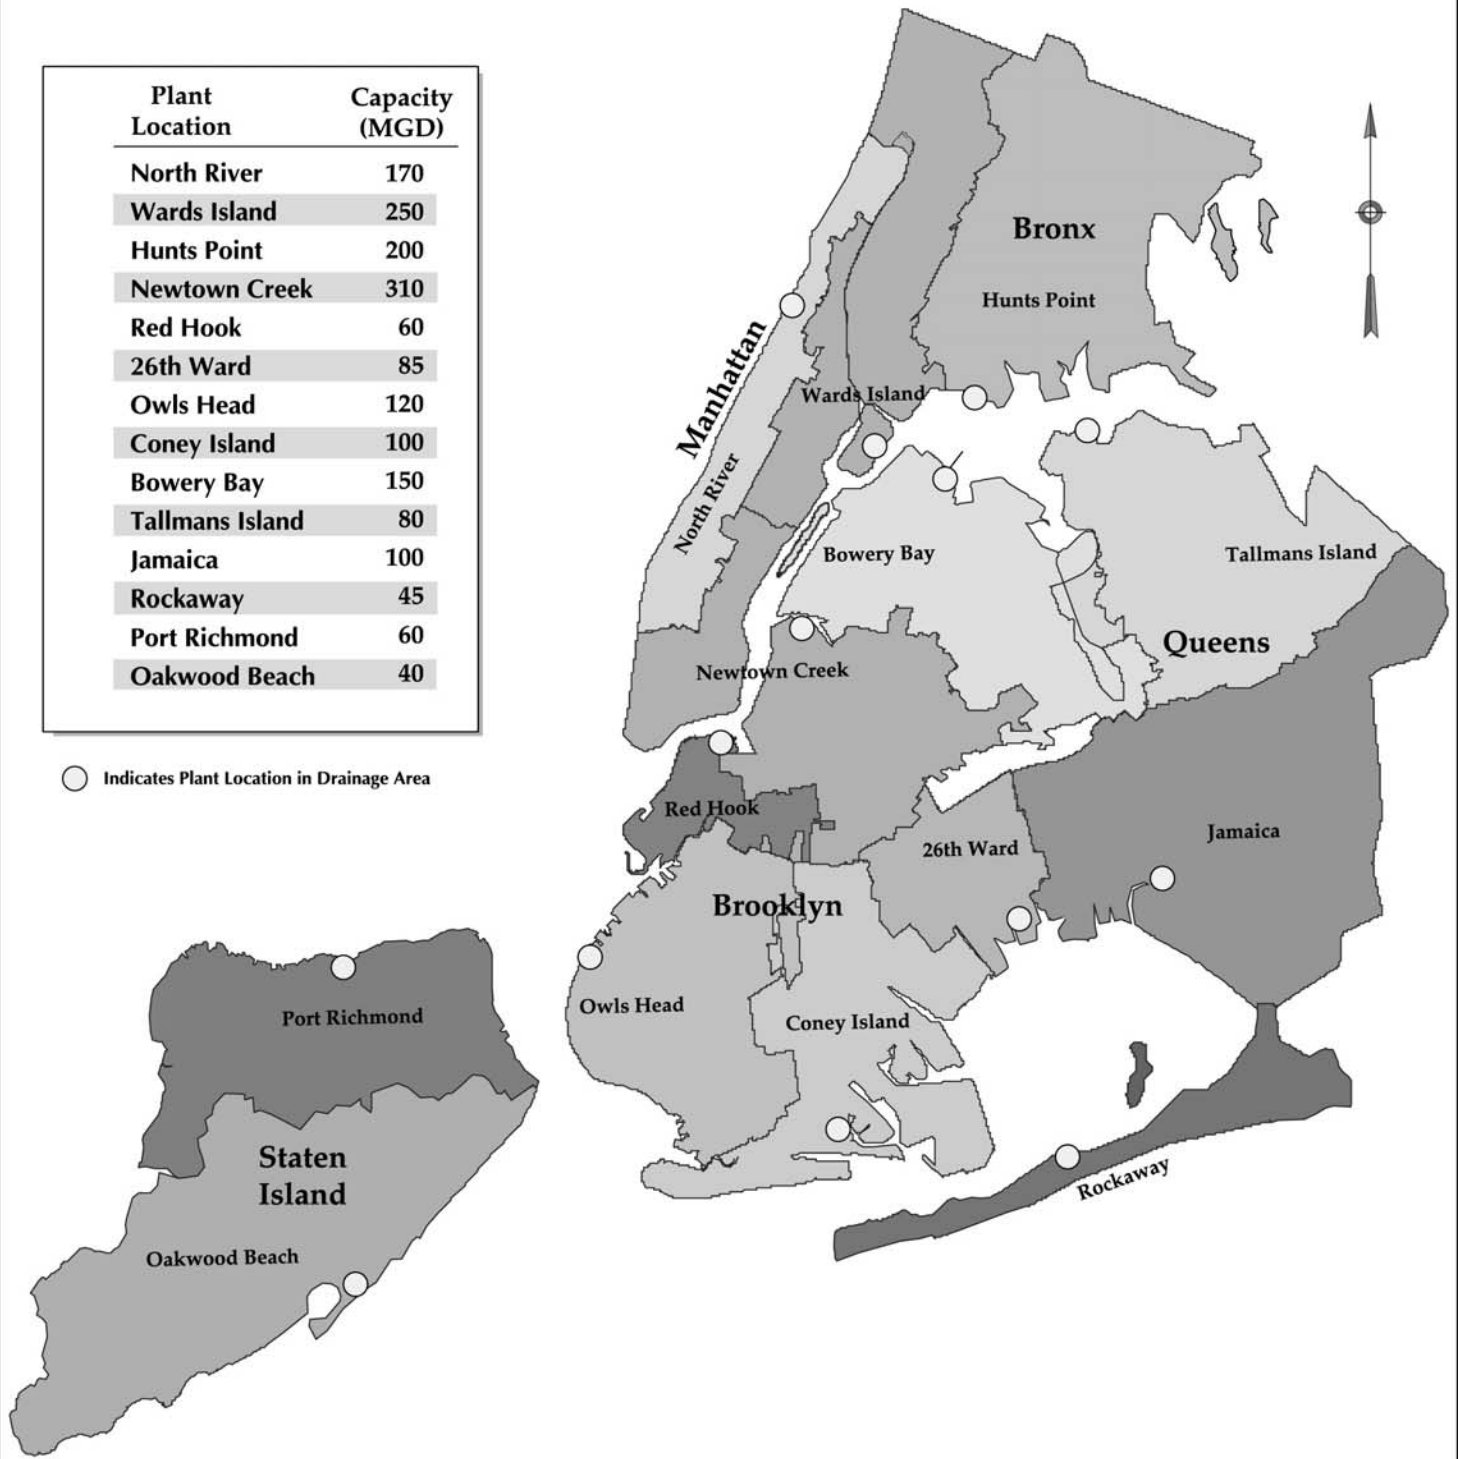 Plant Location
Capacity (MGD)
North River 170
Wards Island 250
Hunts Point 200
Newtown Creek 310
Red Hook 60
26th Ward 85
Owls Head 120
Coney Island 100
Bowery Bay 150
Tallmans Island 80
Jamaica 100
Rockaway 45
Port Richmond 60
Oakwood Beach 40
Indicates Plant Location in Drainage Area
Bronx
Hunts Point
Manhattan
Wards Island
North River
Bowery Bay
Tallmans Island
Queens
Newtown Creek
Red Hook
26th Ward
Jamaica
Brooklyn
Owls Head
Coney Island
Port Richmond
Staten
Island
Rockaway
Oakwood Beach